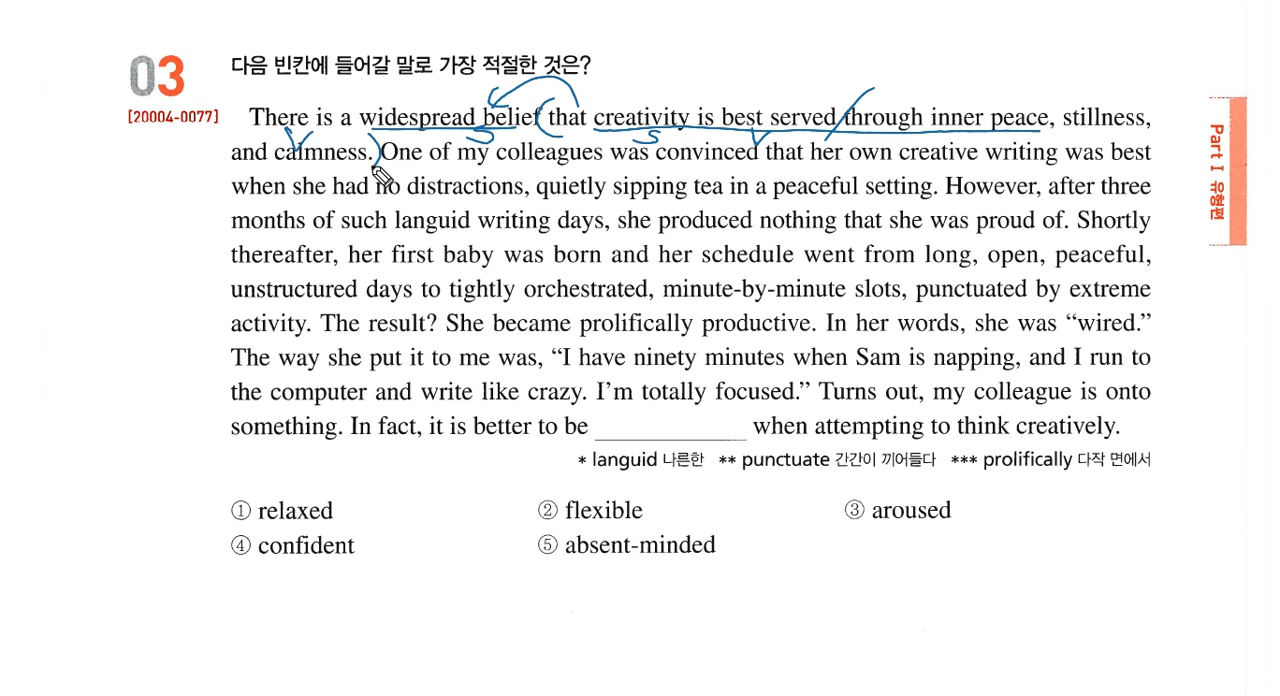 03
다음 빈칸에 들어갈 말로 가장 적절한 것은?
[20004-0077]
There is a widespread belief that creativity is best served through inner peace, stillness,
and calmness. One of my colleagues was convinced that her own creative writing was best
when she had no distractions, quietly sipping tea in a peaceful setting. However, after three
months of such languid writing days, she produced nothing that she was proud of. Shortly
thereafter, her first baby was born and her schedule went from long, open, peaceful,
unstructured days to tightly orchestrated, minute-by-minute slots, punctuated by extreme
activity. The result? She became prolifically productive. In her words, she was “wired.”
The way she put it to me was, “I have ninety minutes when Sam is napping, and I run to
the computer and write like crazy. I’m totally focused.” Turns out, my colleague is onto
something. In fact, it is better to be ____________ when attempting to think creatively.
* languid 나른한 ** punctuate 간간이 끼어들다 *** prolifically 다작 면에서
① relaxed ② flexible ③ aroused
④ confident ⑤ absent-minded
Part I 유형편
S
S
V
V